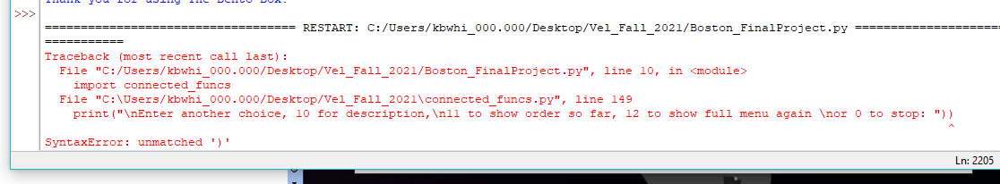 Thank you for using The Bento Box!
>>>
=================================== RESTART: C:/Users/kbwhi_000.000/Desktop/Vel_Fall_2021/Boston_FinalProject.py =====================
===========
Traceback (most recent call last):
File "C:/Users/kbwhi_000.000/Desktop/Vel_Fall_2021/Boston_FinalProject.py", line 10, in <module>
import connected_funcs
File "C:\Users/kbwhi_000.000/Desktop/Vel_Fall_2021\connected_funcs.py", line 149
print("\nEnter another choice, 10 for description,\n11 to show order so far, 12 to show full menu again \nor 0 to stop: "))
^
SyntaxError: unmatched ')'
Ln: 2205